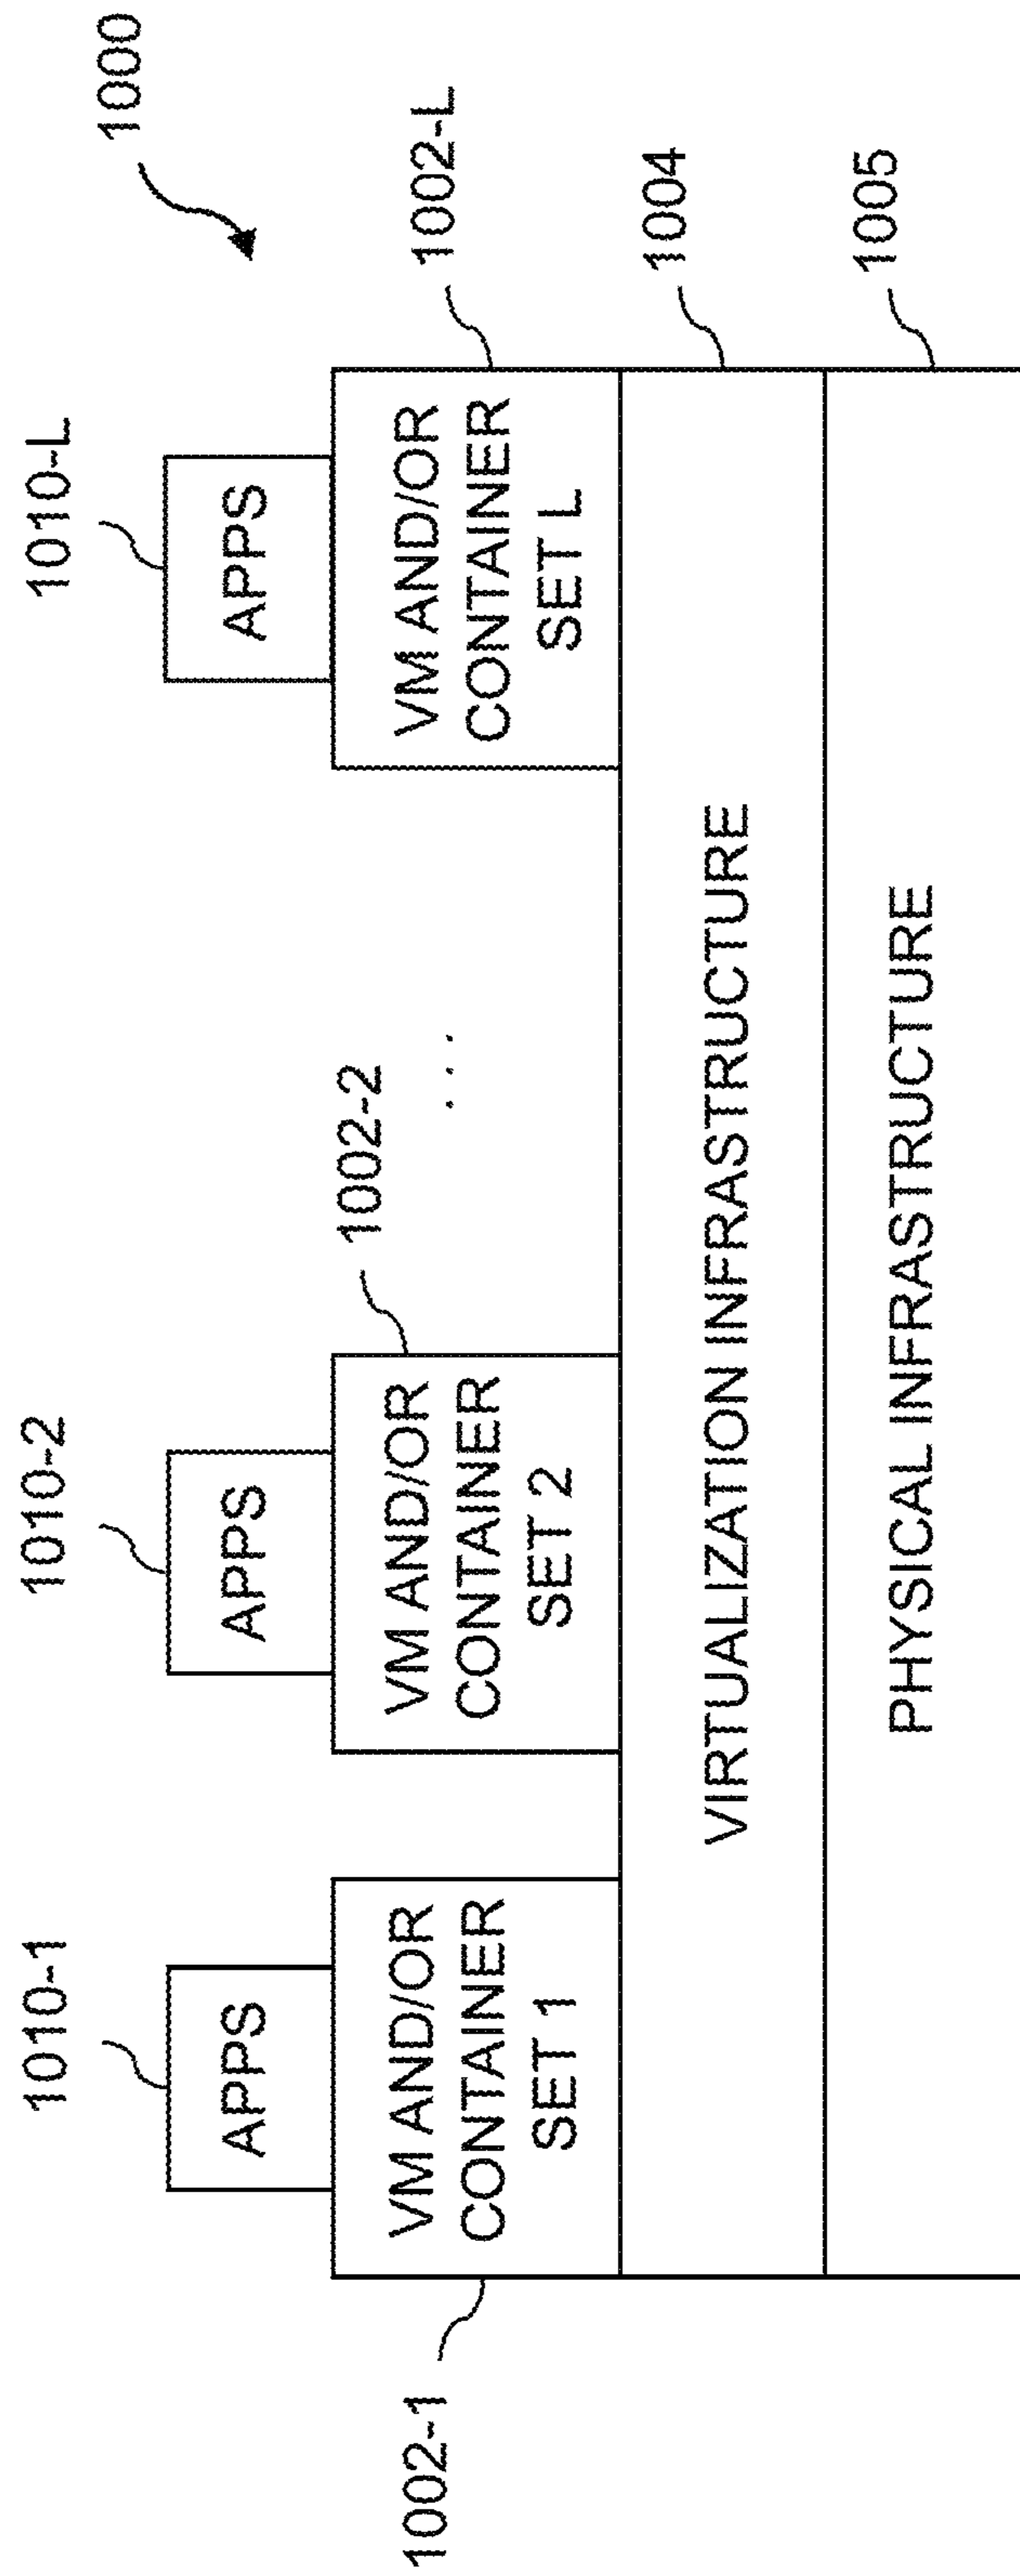 1000
1010-1
1010-2
1010-L
APPS
APPS
APPS
1002-1
VM AND/OR
CONTAINER
SET 1
VM AND/OR
CONTAINER
SET 2
1002-2
. . .
VM AND/OR
CONTAINER
SET L
1002-L
VIRTUALIZATION INFRASTRUCTURE
1004
PHYSICAL INFRASTRUCTURE
1005